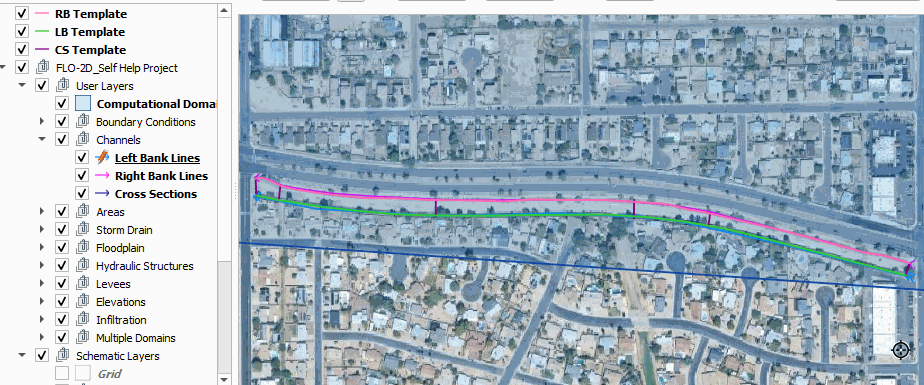 RB Template
LB Template
CS Template
FLO-2D_Self Help Project
User Layers
Computational Domai
Boundary Conditions
Channels
Left Bank Lines
Right Bank Lines
Cross Sections
Areas
Storm Drain
Floodplain
Hydraulic Structures
Levees
Elevations
Infiltration
Multiple Domains
Schematic Layers
Grid